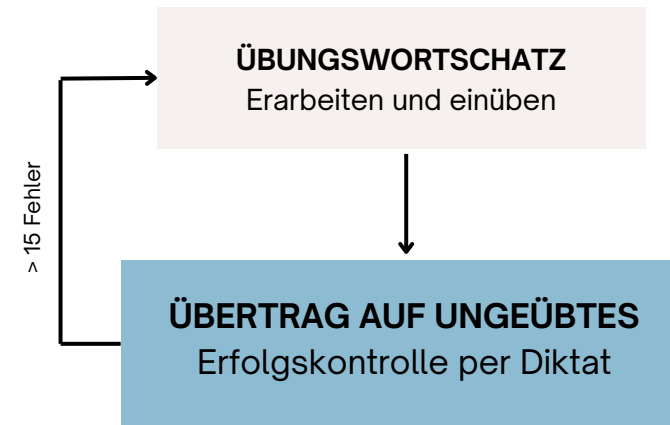 ÜBUNGSWORTSCHATZ
Erarbeiten und einüben
> 15 Fehler
ÜBERTRAG AUF UNGEÜBTES
Erfolgskontrolle per Diktat